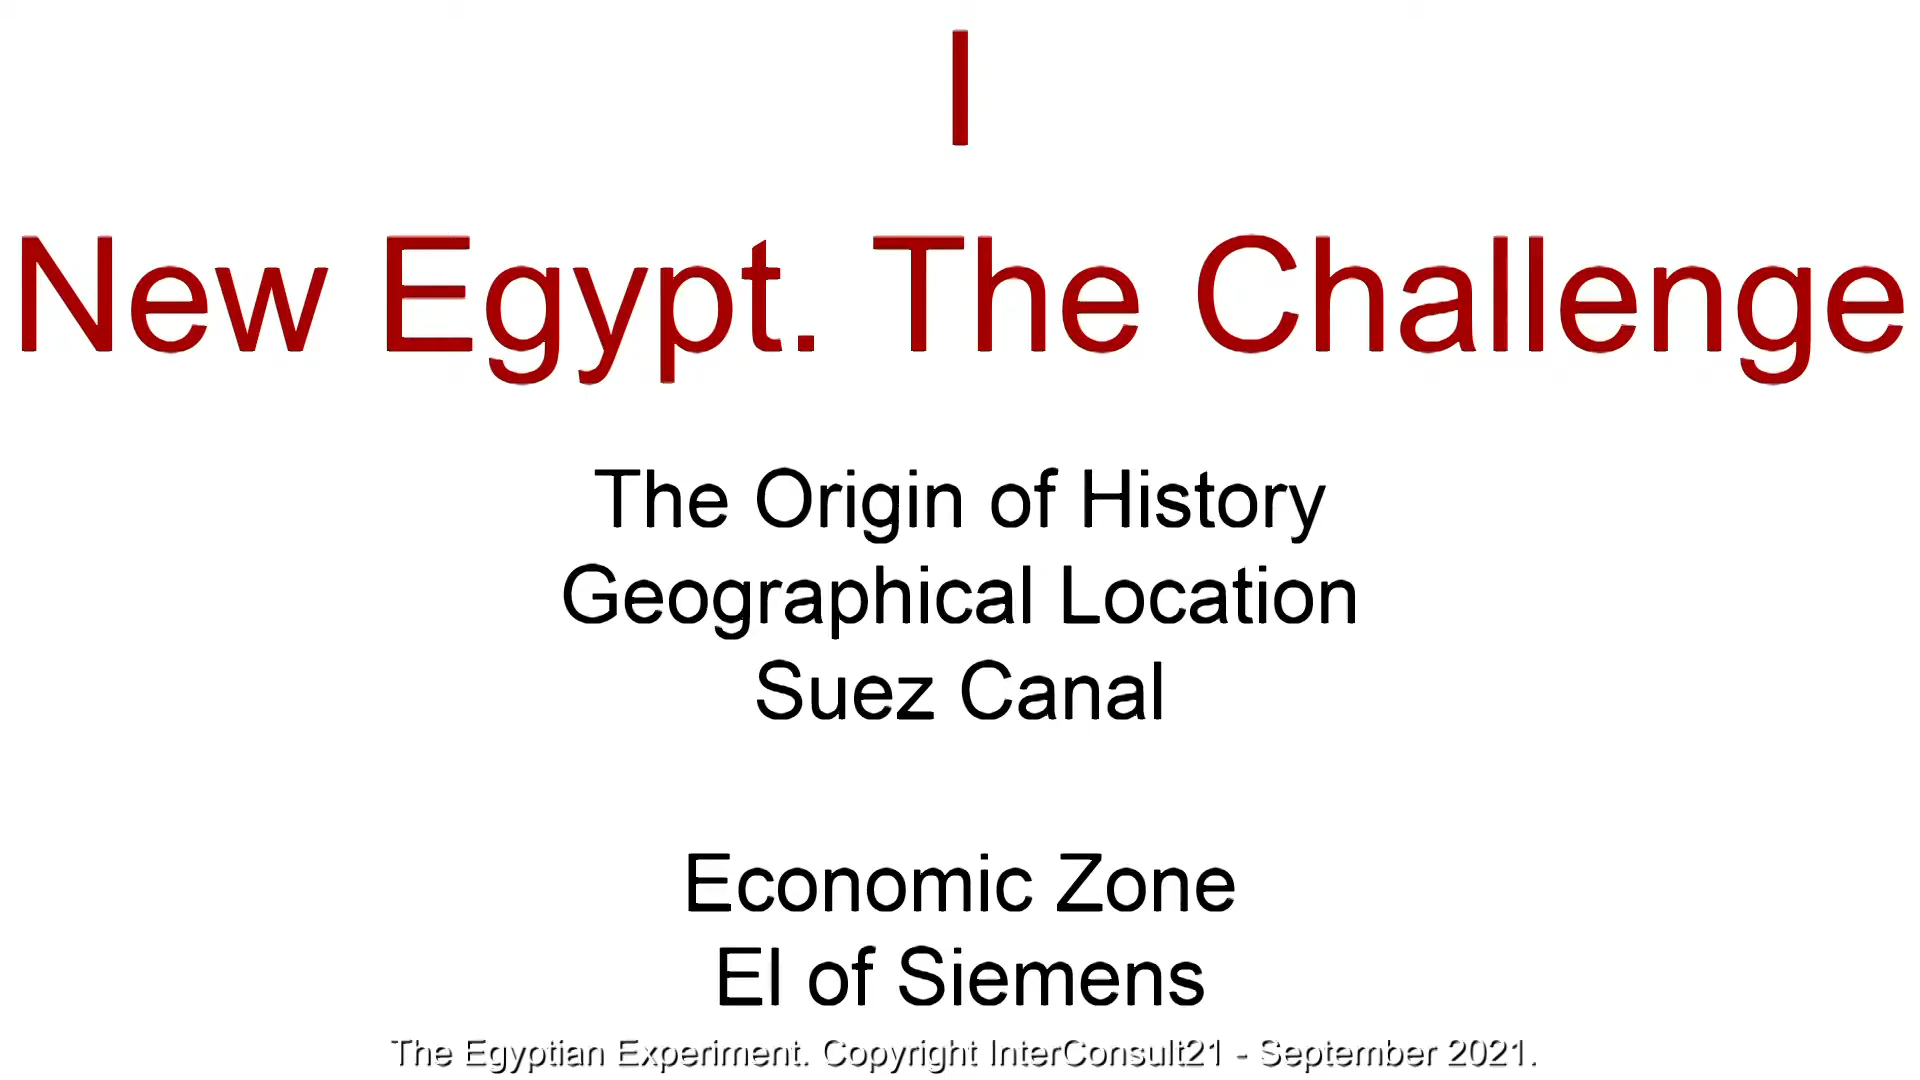 I
New Egypt. The Challenge
The Origin of History
Geographical Location
Suez Canal
Economic Zone
EI of Siemens
The Egyptian Experiment. Copyright InterConsult21 - September 2021.